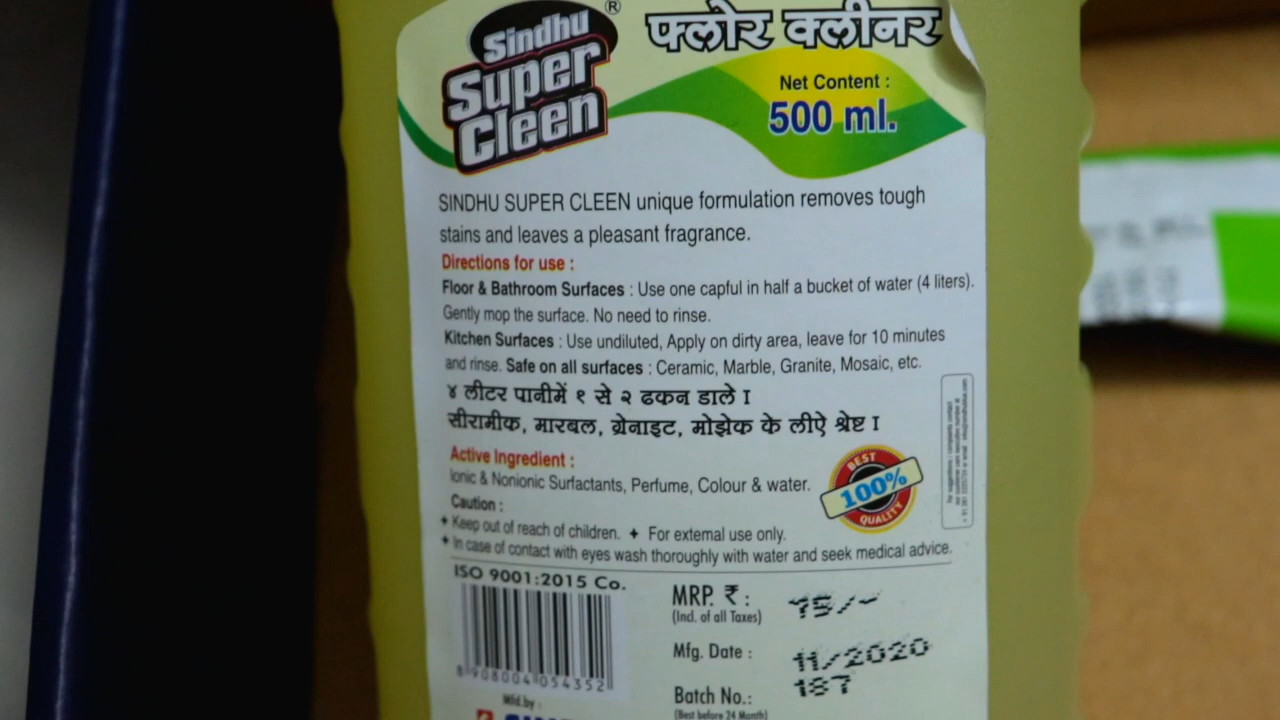 Sindhu ®
Super
Cleen
फ्लोर क्लीनर
Net Content :
500 ml.
SINDHU SUPER CLEEN unique formulation removes tough
stains and leaves a pleasant fragrance.
Directions for use :
Floor & Bathroom Surfaces : Use one capful in half a bucket of water (4 liters).
Gently mop the surface. No need to rinse.
Kitchen Surfaces : Use undiluted, Apply on dirty area, leave for 10 minutes
and rinse. Safe on all surfaces : Ceramic, Marble, Granite, Mosaic, etc.
४ लीटर पानीमें १ से २ ढकन डाले I
सीरामीक, मारबल, ग्रेनाइट, मोझेक के लीऐ श्रेष्ट I
Active Ingredient :
Ionic & Nonionic Surfactants, Perfume, Colour & water.
BEST
100%
QUALITY
Caution :
✦ Keep out of reach of children. ✦ For external use only.
✦ In case of contact with eyes wash thoroughly with water and seek medical advice.
ISO 9001:2015 Co.
8 908004 054352
MRP. ₹ : 75/-
(Incl. of all Taxes)
Mfg. Date : 11/2020
Batch No.: 187
(Best before 24 Month)
Mfd.by :